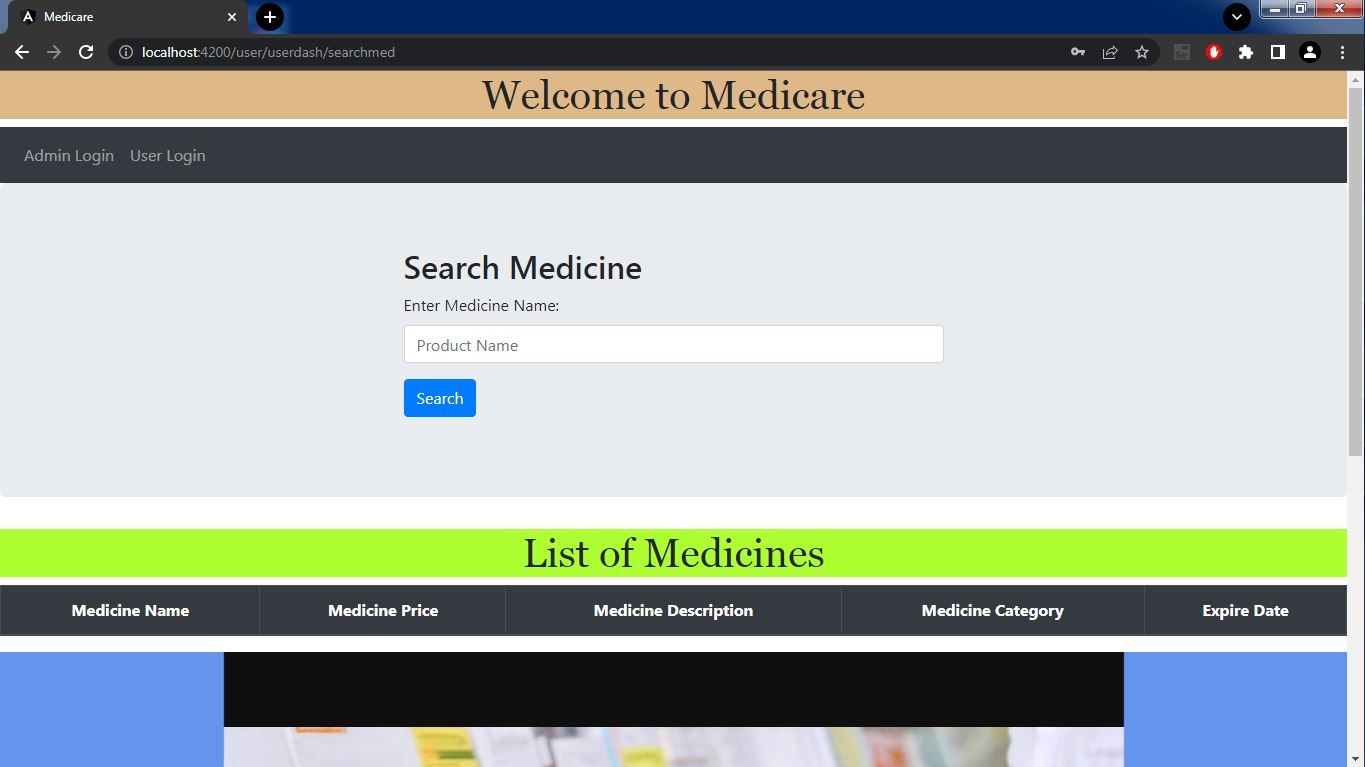 Medicare
localhost:4200/user/userdash/searchmed
Welcome to Medicare
Admin Login User Login
Search Medicine
Enter Medicine Name:
Product Name
Search
List of Medicines
Medicine Name Medicine Price Medicine Description Medicine Category Expire Date